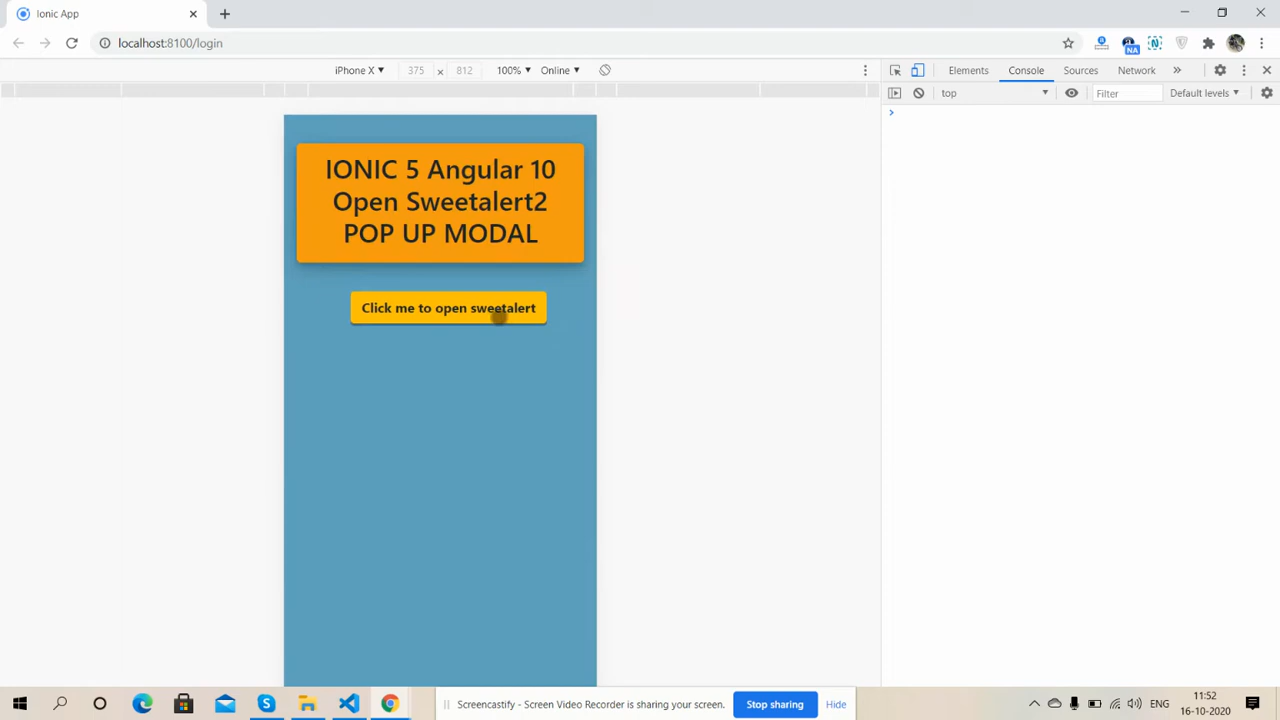 Ionic App
localhost:8100/login
NA
iPhone X
375
×
812
100%
Online
Elements
Console
Sources
Network
»
top
Filter
Default levels
IONIC 5 Angular 10
Open Sweetalert2
POP UP MODAL
Click me to open sweetalert
Screencastify - Screen Video Recorder is sharing your screen.
Stop sharing
Hide
ENG
11:52
16-10-2020